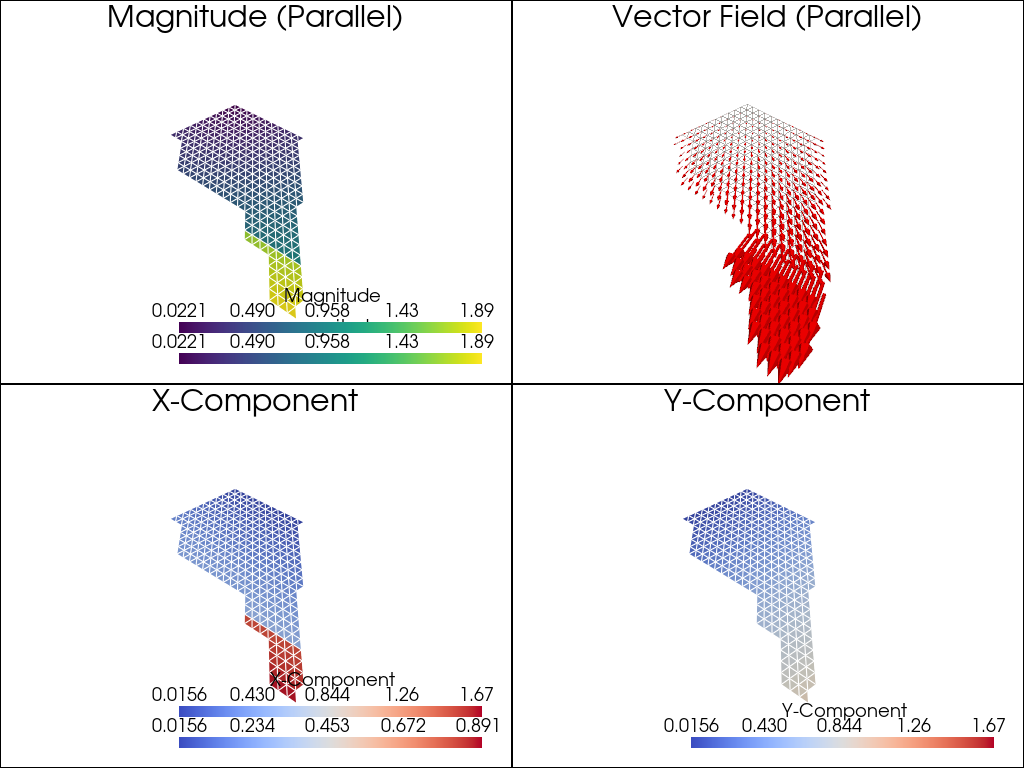 Magnitude (Parallel)
Vector Field (Parallel)
Magnitude
0.0221 0.490 0.958 1.43 1.89
0.0221 0.490 0.958 1.43 1.89
X-Component
Y-Component
X-Component
0.0156 0.430 0.844 1.26 1.67
0.0156 0.234 0.453 0.672 0.891
Y-Component
0.0156 0.430 0.844 1.26 1.67